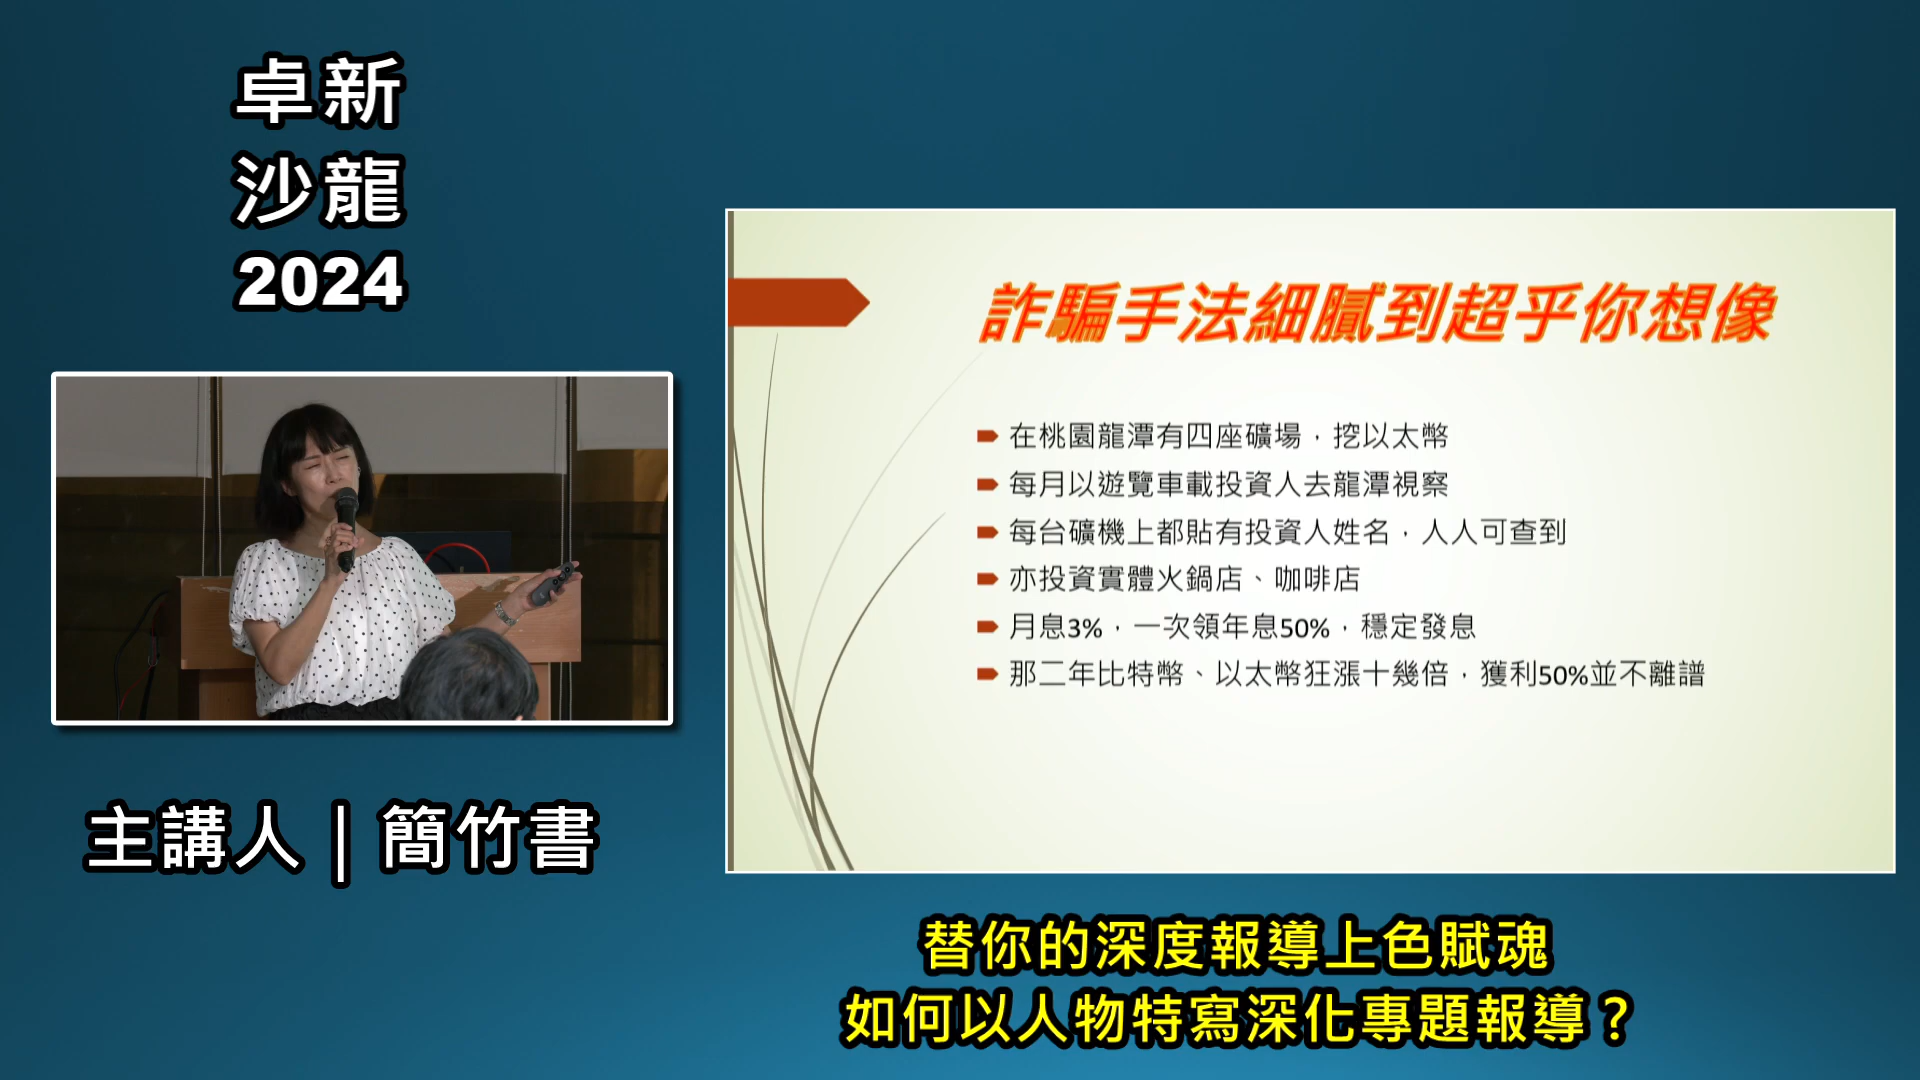 卓新
沙龍
2024
主講人｜簡竹書
詐騙手法細膩到超乎你想像
在桃園龍潭有四座礦場，挖以太幣
每月以遊覽車載投資人去龍潭視察
每台礦機上都貼有投資人姓名，人人可查到
亦投資實體火鍋店、咖啡店
月息3%，一次領年息50%，穩定發息
那二年比特幣、以太幣狂漲十幾倍，獲利50%並不離譜
替你的深度報導上色賦魂
如何以人物特寫深化專題報導？